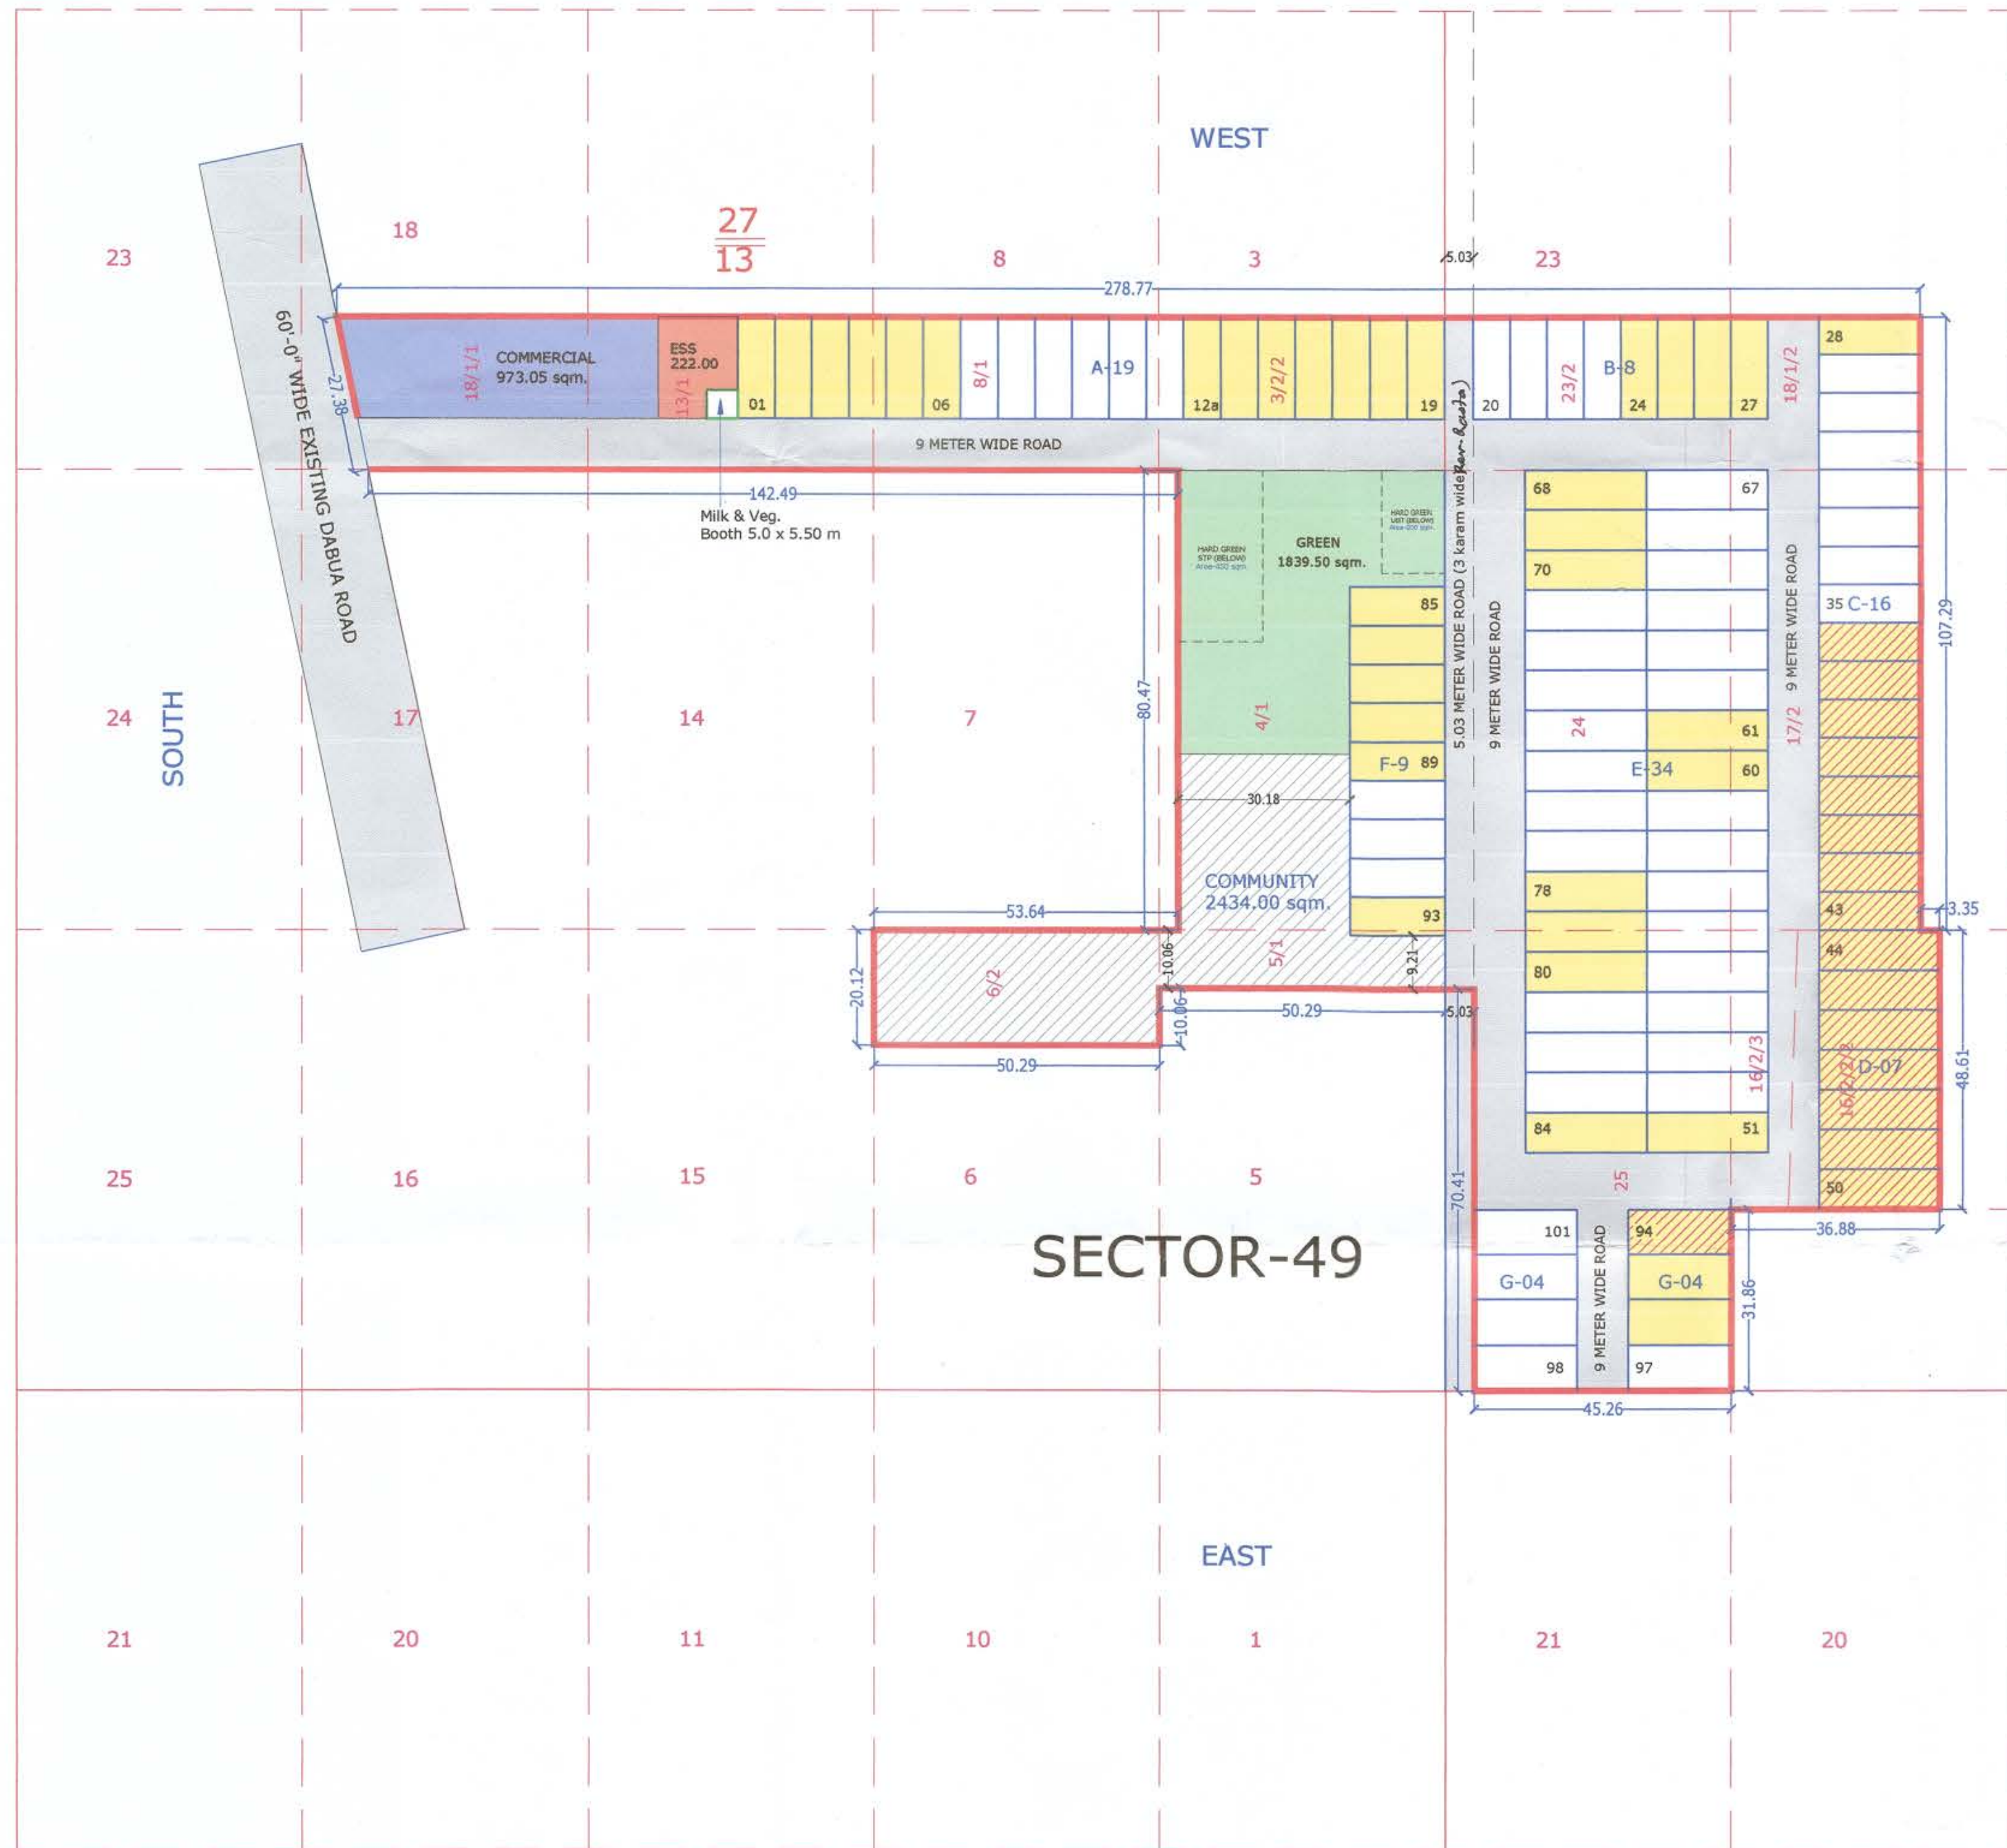 WEST
18
27
13
23
8
3
5.03
23
278.77
60'-0" WIDE EXISTING DABUA ROAD
27.38
18/1/1
COMMERCIAL
973.05 sqm.
ESS
222.00
13/1
01
06
8/1
A-19
12a
3/2/2
19
20
23/2
B-8
24
27
18/1/2
28
9 METER WIDE ROAD
142.49
Milk & Veg.
Booth 5.0 x 5.50 m
HARD GREEN
STP (BELOW)
GREEN
1839.50 sqm.
HARD GREEN
5.03 METER WIDE ROAD (3 karam wide Rev. Rasta)
9 METER WIDE ROAD
68
67
70
85
35
C-16
107.29
9 METER WIDE ROAD
17/2
SOUTH
24
17
14
7
80.47
4/1
24
61
F-9
89
E-34
60
30.18
COMMUNITY
2434.00 sqm.
78
93
43
3.35
53.64
44
10.06
5/1
9.21
80
20.12
6/2
10.06
50.29
5.03
50.29
16/2/3
D-07
48.61
84
51
25
16
15
6
5
70.41
25
50
36.88
SECTOR-49
101
94
G-04
9 METER WIDE ROAD
G-04
31.86
98
97
45.26
EAST
21
20
11
10
1
21
20